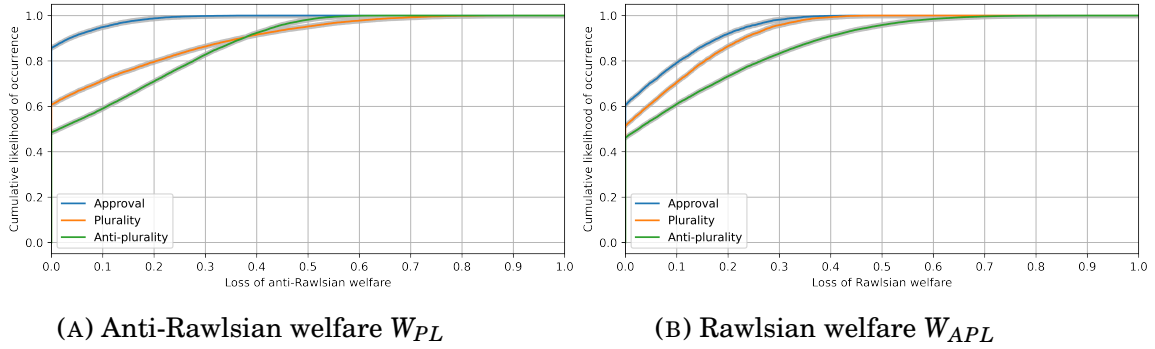 Cumulative likelihood of occurrence
1.0
0.8
0.6
0.4
0.2
0.0
Approval
Plurality
Anti-plurality
0.0 0.1 0.2 0.3 0.4 0.5 0.6 0.7 0.8 0.9 1.0
Loss of anti-Rawlsian welfare
(A) Anti-Rawlsian welfare W_PL
Cumulative likelihood of occurrence
1.0
0.8
0.6
0.4
0.2
0.0
Approval
Plurality
Anti-plurality
0.0 0.1 0.2 0.3 0.4 0.5 0.6 0.7 0.8 0.9 1.0
Loss of Rawlsian welfare
(B) Rawlsian welfare W_APL